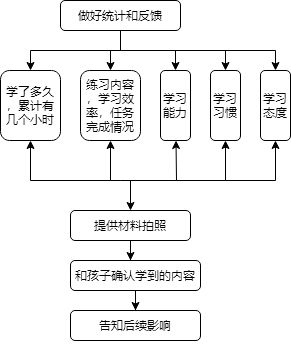 做好统计和反馈
学了多久
，累计有
几个小时
练习内容
，学习效
率，任务
完成情况
学习
能力
学习
习惯
学习
态度
提供材料拍照
和孩子确认学到的内容
告知后续影响